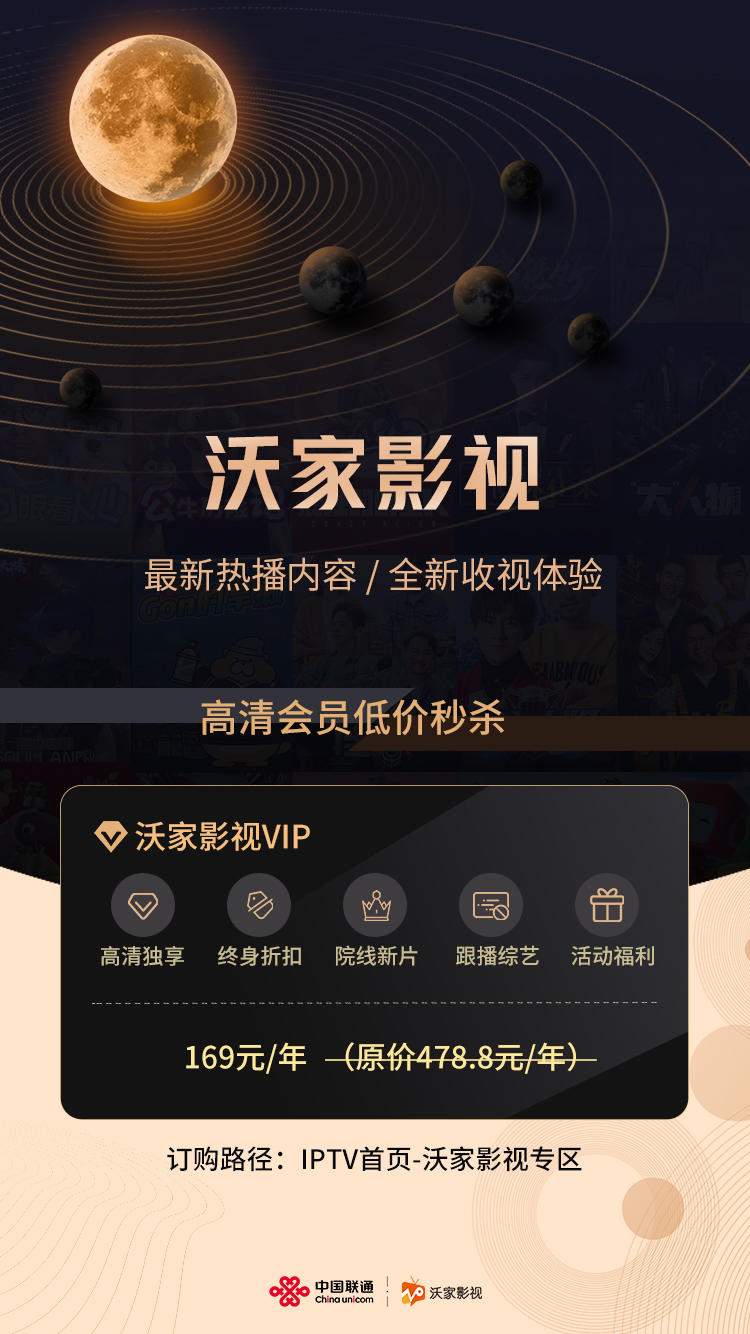 沃家影视
最新热播内容 / 全新收视体验
高清会员低价秒杀
沃家影视VIP
高清独享 终身折扣 院线新片 跟播综艺 活动福利
169元/年 （原价478.8元/年）
订购路径：IPTV首页-沃家影视专区
中国联通 沃家影视
China unicom